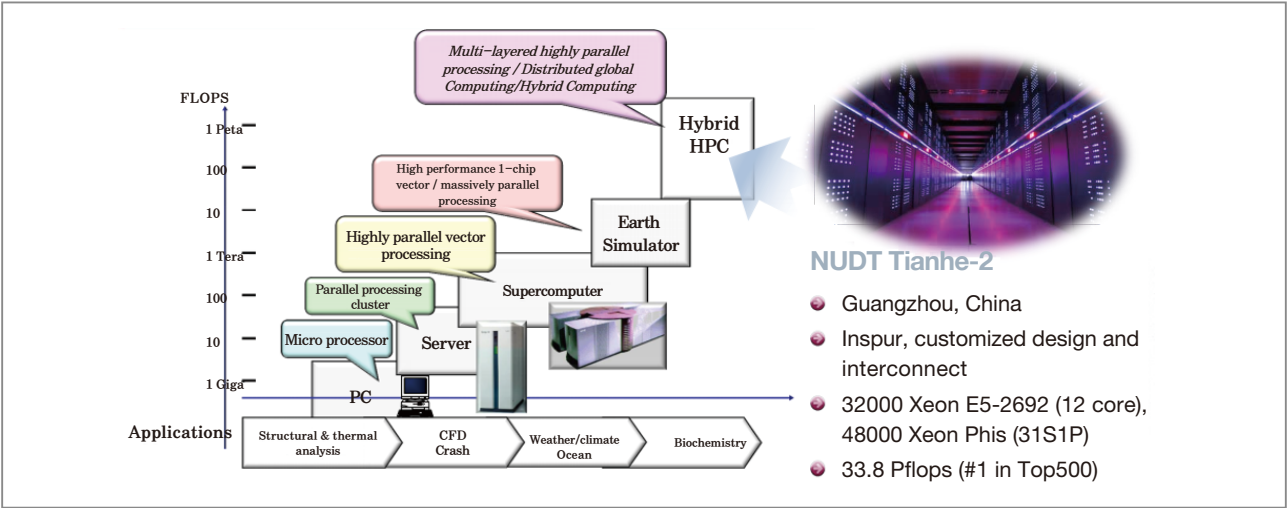 Multi-layered highly parallel
processing / Distributed global
Computing/Hybrid Computing
FLOPS
1 Peta
100
10
1 Tera
100
10
1 Giga
Hybrid
HPC
High performance 1-chip
vector / massively parallel
processing
Earth
Simulator
Highly parallel vector
processing
Supercomputer
Parallel processing
cluster
Server
Micro processor
PC
Applications
Structural & thermal
analysis
CFD
Crash
Weather/climate
Ocean
Biochemistry
NUDT Tianhe-2
Guangzhou, China
Inspur, customized design and
interconnect
32000 Xeon E5-2692 (12 core),
48000 Xeon Phis (31S1P)
33.8 Pflops (#1 in Top500)